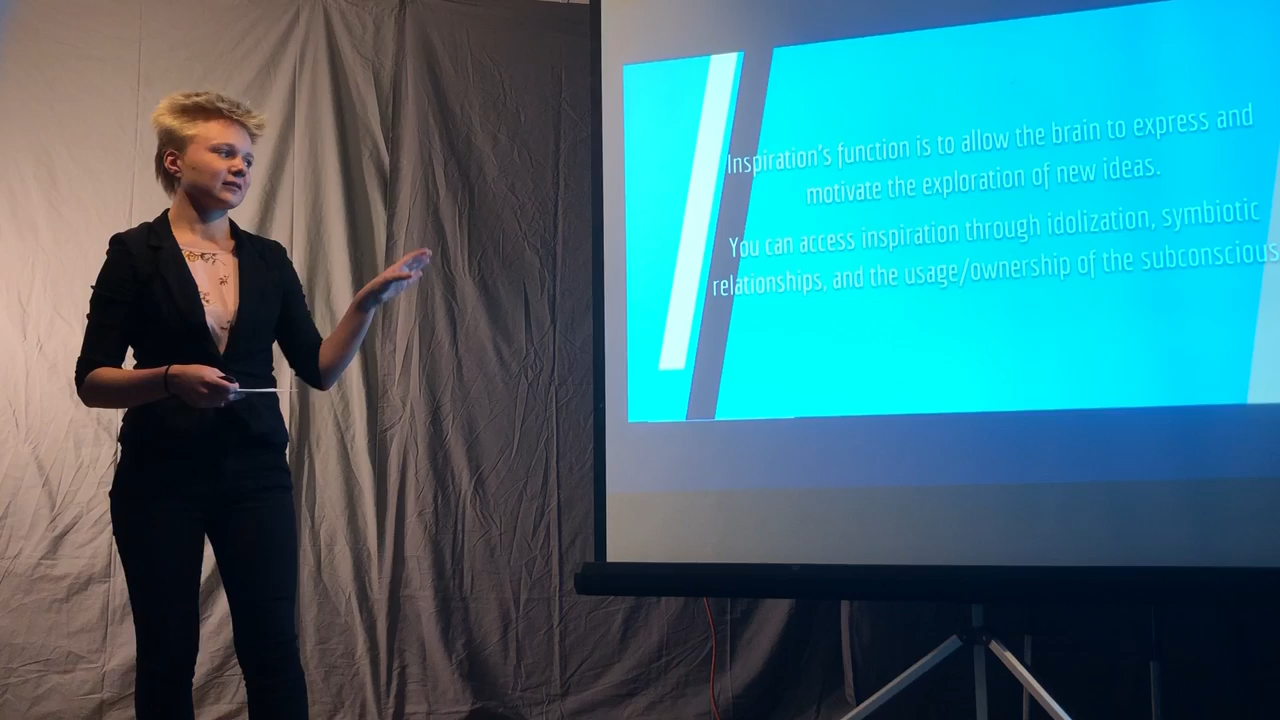 Inspiration's function is to allow the brain to express and
motivate the exploration of new ideas.
You can access inspiration through idolization, symbiotic
relationships, and the usage/ownership of the subconscious